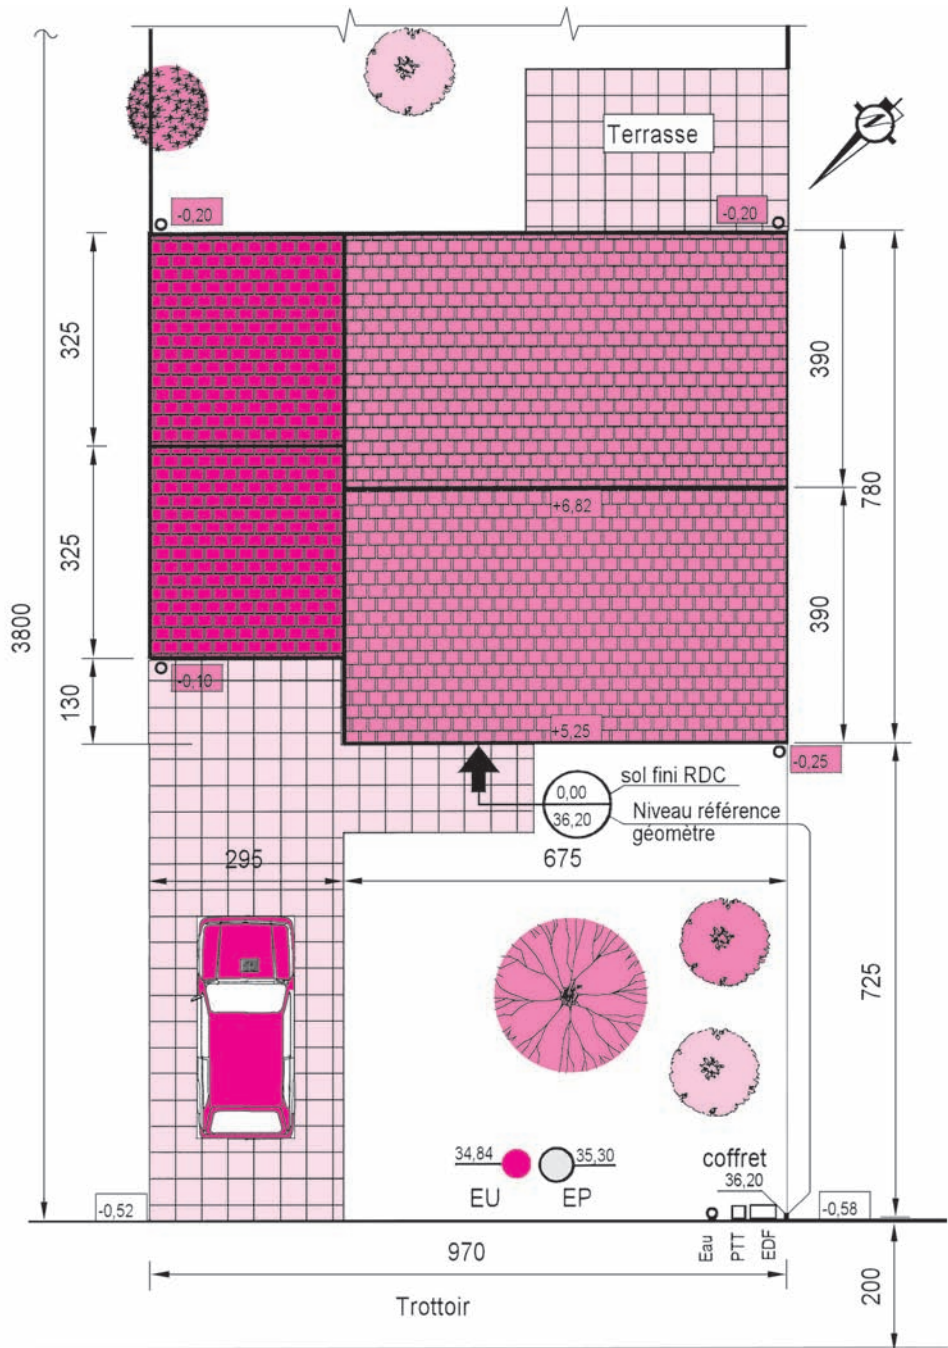 N
Terrasse
-0,20
-0,20
325
390
780
+6,82
325
390
3800
-0,10
130
+5,25
-0,25
sol fini RDC
0,00
36,20
Niveau référence
géomètre
295
675
725
34,84
35,30
EU
EP
coffret
36,20
-0,52
-0,58
Eau
PTT
EDF
970
200
Trottoir